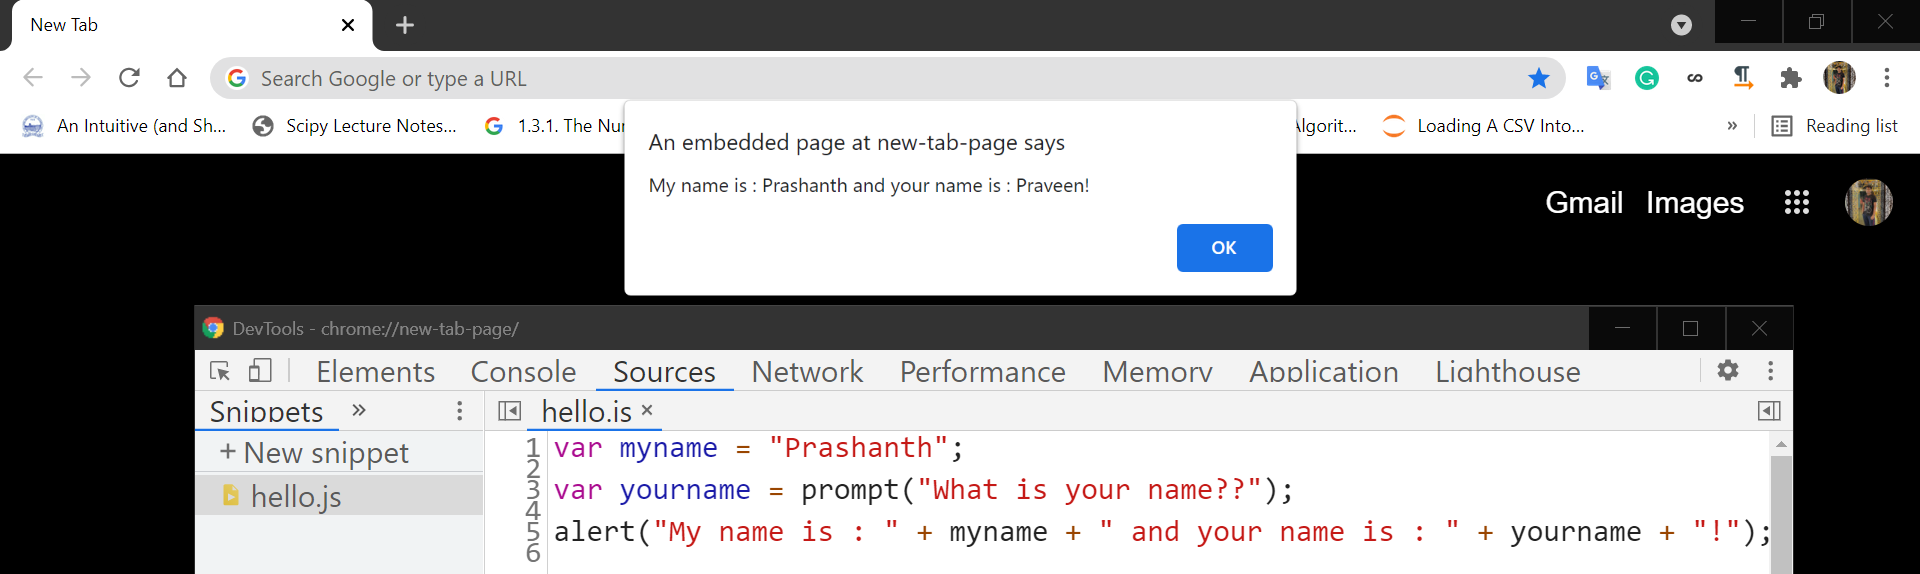 New Tab
Search Google or type a URL
An Intuitive (and Sh... Scipy Lecture Notes... 1.3.1. The Nu Algorit... Loading A CSV Into... » Reading list
An embedded page at new-tab-page says
My name is : Prashanth and your name is : Praveen!
OK
Gmail Images
DevTools - chrome://new-tab-page/
Elements Console Sources Network Performance Memory Application Lighthouse
Snippets » hello.js ×
+ New snippet
hello.js
1 var myname = "Prashanth";
2
3 var yourname = prompt("What is your name??");
4
5 alert("My name is : " + myname + " and your name is : " + yourname + "!");
6